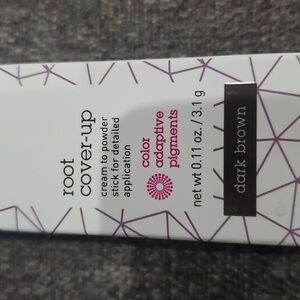 root
cover-up
cream to powder
stick for detailed
application
color
adaptive
pigments
net wt 0.11 oz. / 3.1 g
dark brown